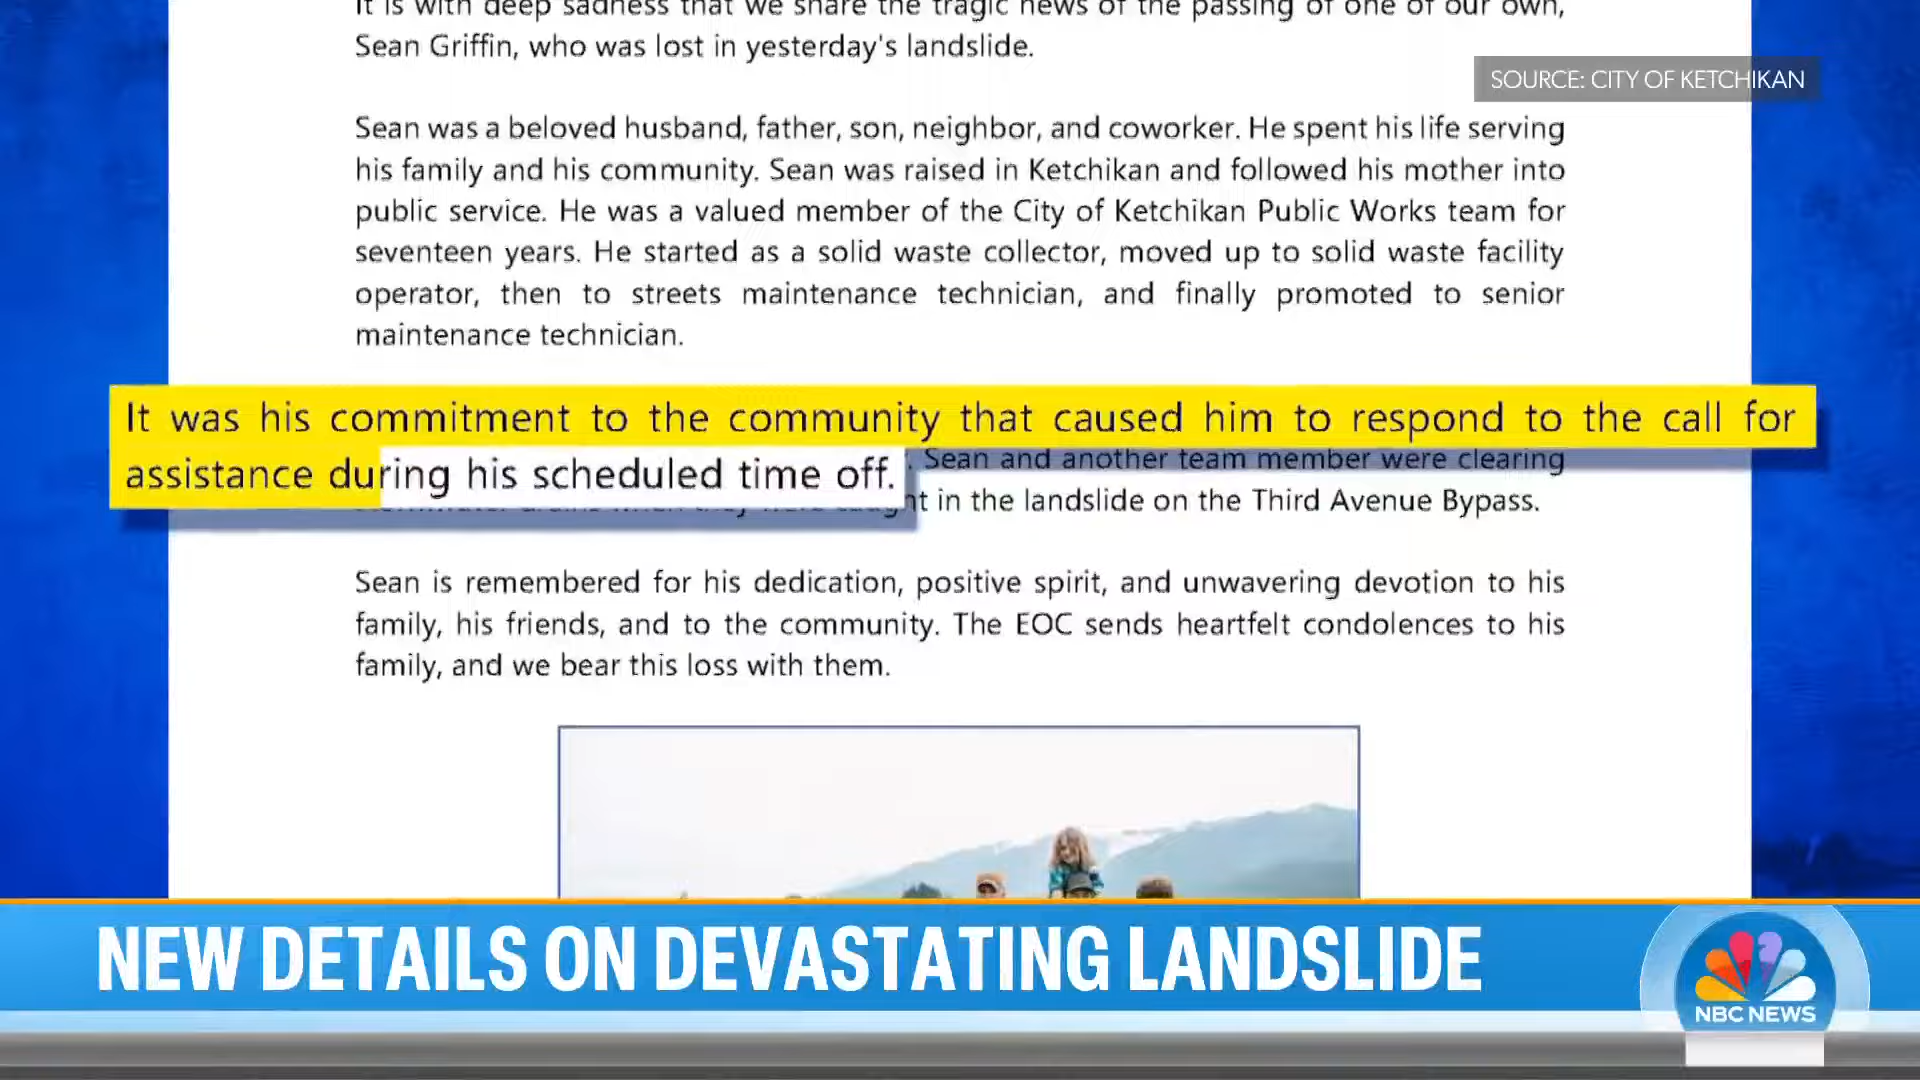 It is with deep sadness that we share the tragic news of the passing of one of our own,
Sean Griffin, who was lost in yesterday's landslide.
SOURCE: CITY OF KETCHIKAN
Sean was a beloved husband, father, son, neighbor, and coworker. He spent his life serving
his family and his community. Sean was raised in Ketchikan and followed his mother into
public service. He was a valued member of the City of Ketchikan Public Works team for
seventeen years. He started as a solid waste collector, moved up to solid waste facility
operator, then to streets maintenance technician, and finally promoted to senior
maintenance technician.
It was his commitment to the community that caused him to respond to the call for
assistance during his scheduled time off.
Sean and another team member were clearing
in the landslide on the Third Avenue Bypass.
Sean is remembered for his dedication, positive spirit, and unwavering devotion to his
family, his friends, and to the community. The EOC sends heartfelt condolences to his
family, and we bear this loss with them.
NEW DETAILS ON DEVASTATING LANDSLIDE
NBC NEWS